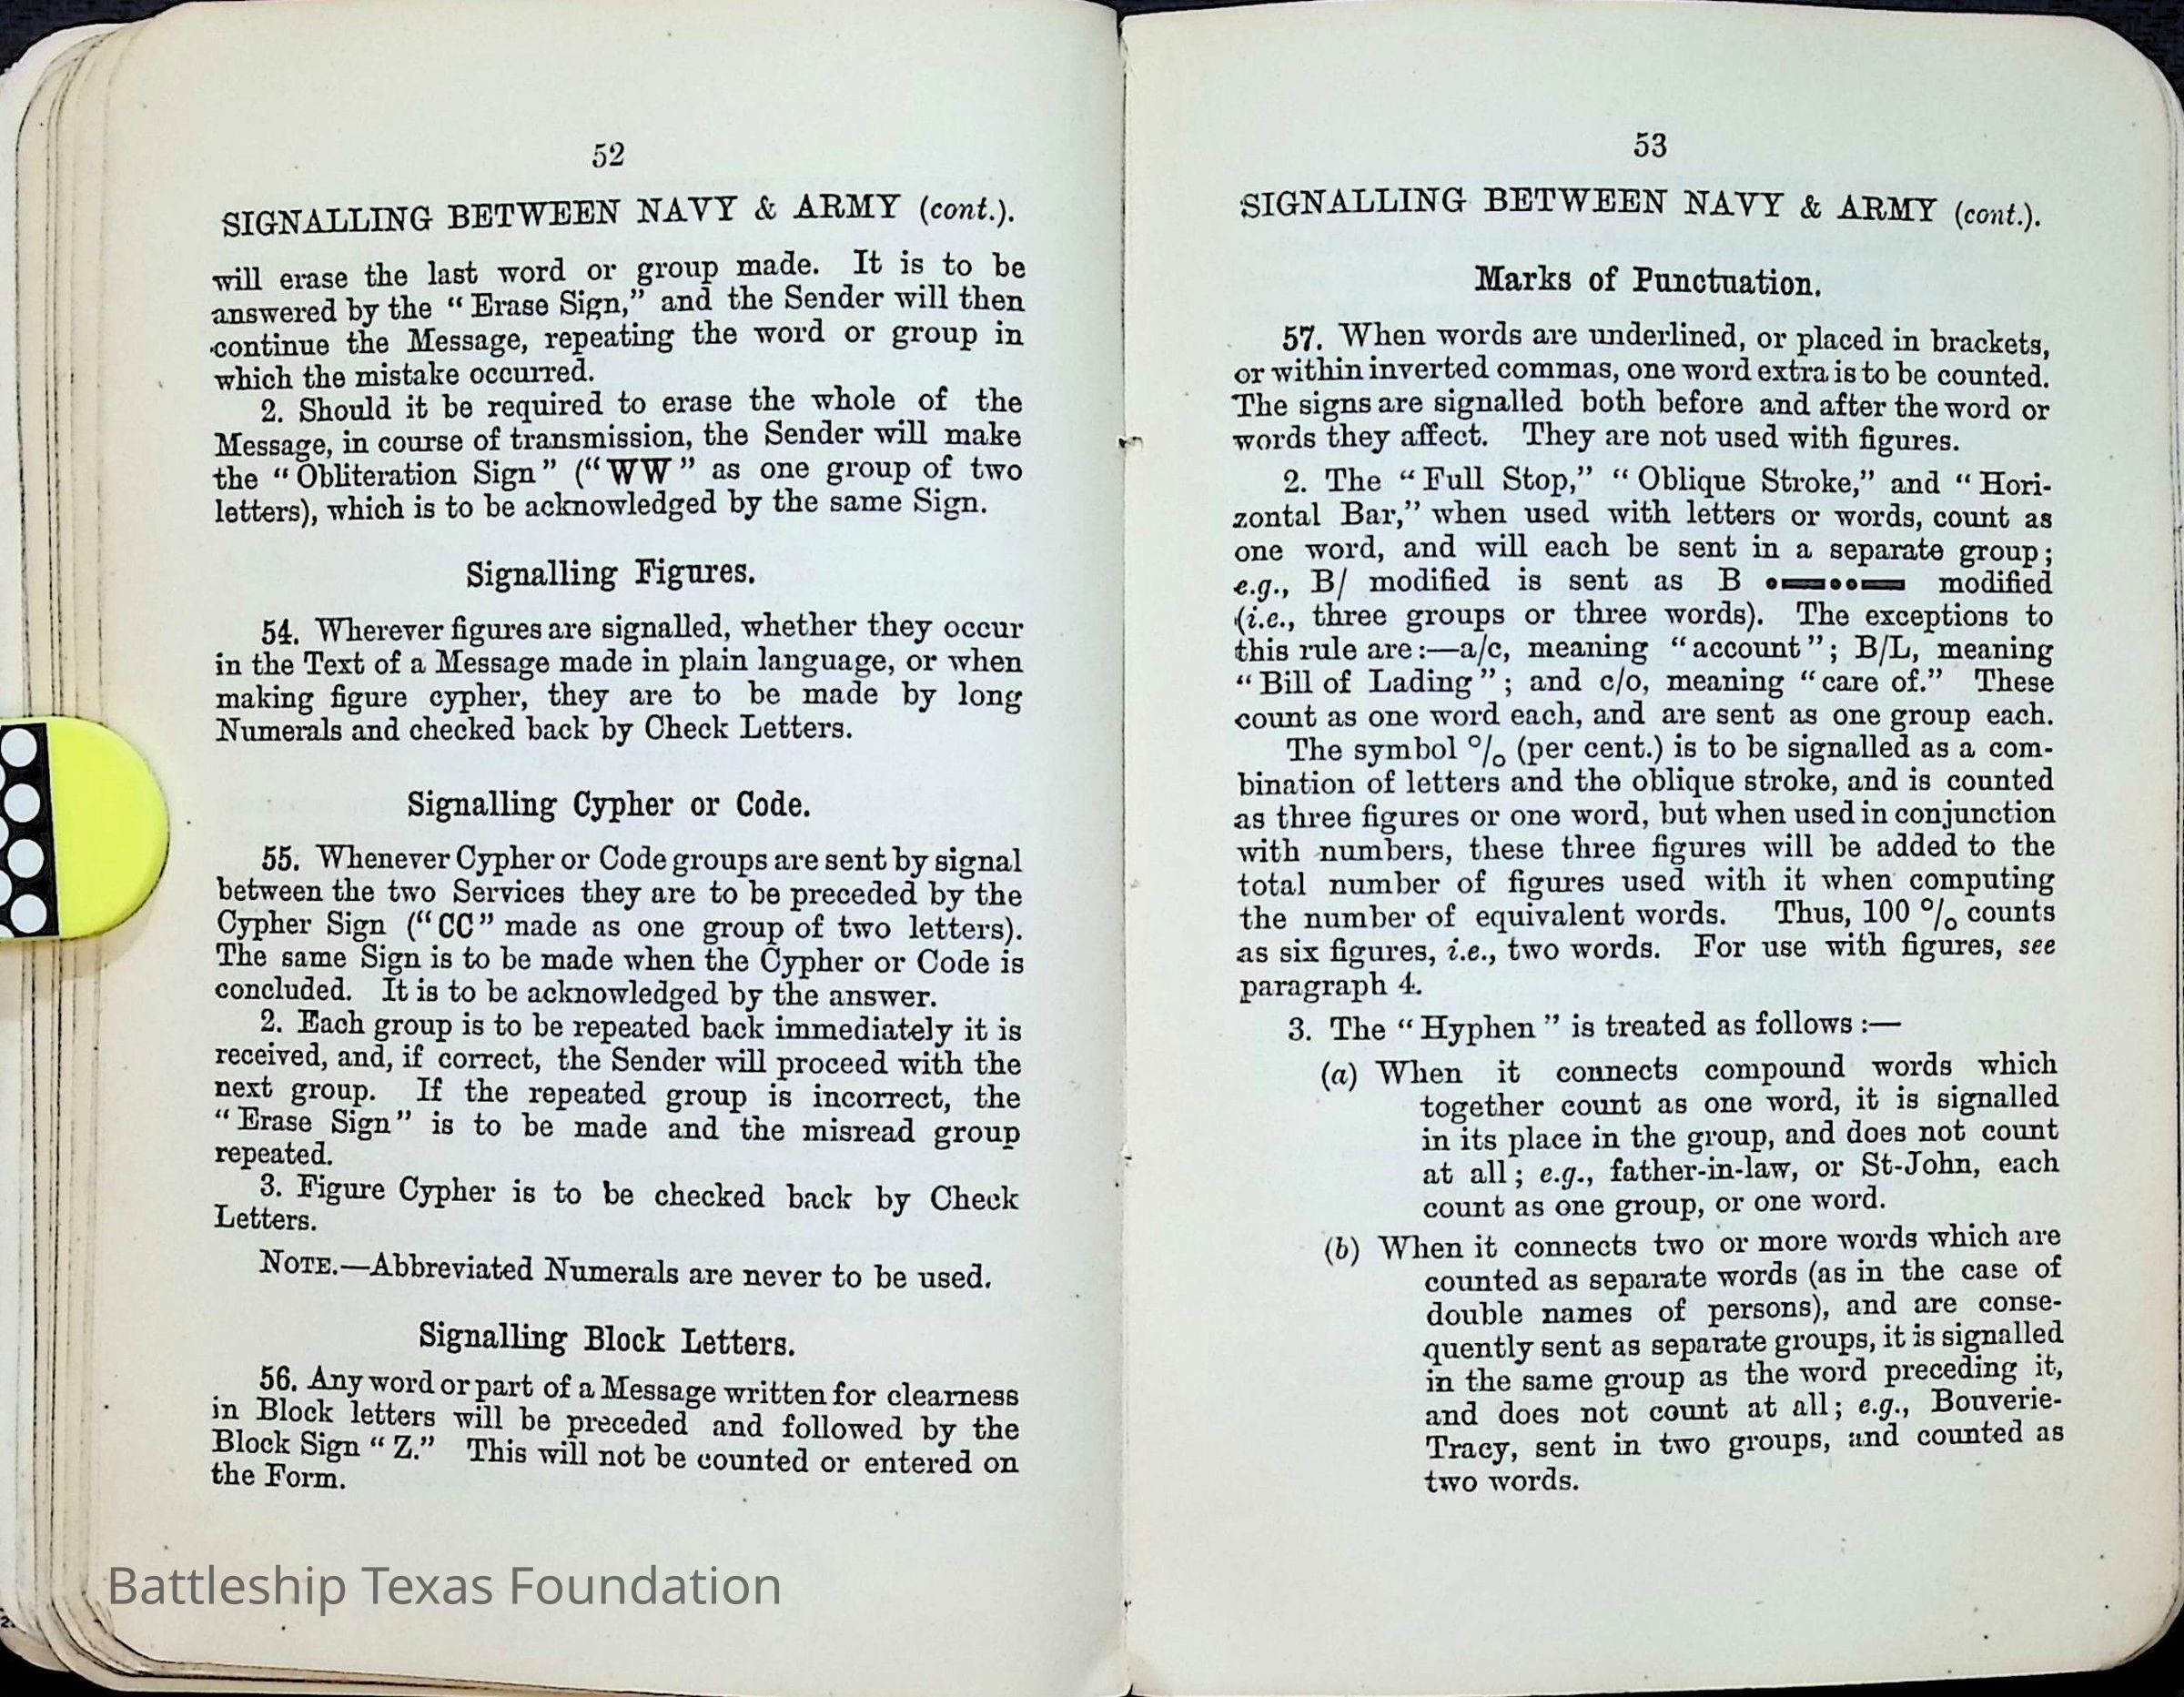 52
SIGNALLING BETWEEN NAVY & ARMY (cont.).
will erase the last word or group made. It is to be
answered by the “ Erase Sign,” and the Sender will then
continue the Message, repeating the word or group in
which the mistake occurred.
2. Should it be required to erase the whole of the
Message, in course of transmission, the Sender will make
the “ Obliteration Sign ” (“ WW ” as one group of two
letters), which is to be acknowledged by the same Sign.
Signalling Figures.
54. Wherever figures are signalled, whether they occur
in the Text of a Message made in plain language, or when
making figure cypher, they are to be made by long
Numerals and checked back by Check Letters.
Signalling Cypher or Code.
55. Whenever Cypher or Code groups are sent by signal
between the two Services they are to be preceded by the
Cypher Sign (“ CC ” made as one group of two letters).
The same Sign is to be made when the Cypher or Code is
concluded. It is to be acknowledged by the answer.
2. Each group is to be repeated back immediately it is
received, and, if correct, the Sender will proceed with the
next group. If the repeated group is incorrect, the
“ Erase Sign ” is to be made and the misread group
repeated.
3. Figure Cypher is to be checked back by Check
Letters.
NOTE.—Abbreviated Numerals are never to be used.
Signalling Block Letters.
56. Any word or part of a Message written for clearness
in Block letters will be preceded and followed by the
Block Sign “ Z.” This will not be counted or entered on
the Form.
53
SIGNALLING BETWEEN NAVY & ARMY (cont.).
Marks of Punctuation.
57. When words are underlined, or placed in brackets,
or within inverted commas, one word extra is to be counted.
The signs are signalled both before and after the word or
words they affect. They are not used with figures.
2. The “ Full Stop,” “ Oblique Stroke,” and “ Hori-
zontal Bar,” when used with letters or words, count as
one word, and will each be sent in a separate group;
e.g., B/ modified is sent as B •—••— modified
(i.e., three groups or three words). The exceptions to
this rule are :—a/c, meaning “ account ” ; B/L, meaning
“ Bill of Lading ” ; and c/o, meaning “ care of.” These
count as one word each, and are sent as one group each.
The symbol % (per cent.) is to be signalled as a com-
bination of letters and the oblique stroke, and is counted
as three figures or one word, but when used in conjunction
with numbers, these three figures will be added to the
total number of figures used with it when computing
the number of equivalent words. Thus, 100 % counts
as six figures, i.e., two words. For use with figures, see
paragraph 4.
3. The “ Hyphen ” is treated as follows :—
(a) When it connects compound words which
together count as one word, it is signalled
in its place in the group, and does not count
at all ; e.g., father-in-law, or St-John, each
count as one group, or one word.
(b) When it connects two or more words which are
counted as separate words (as in the case of
double names of persons), and are conse-
quently sent as separate groups, it is signalled
in the same group as the word preceding it,
and does not count at all ; e.g., Bouverie-
Tracy, sent in two groups, and counted as
two words.
Battleship Texas Foundation